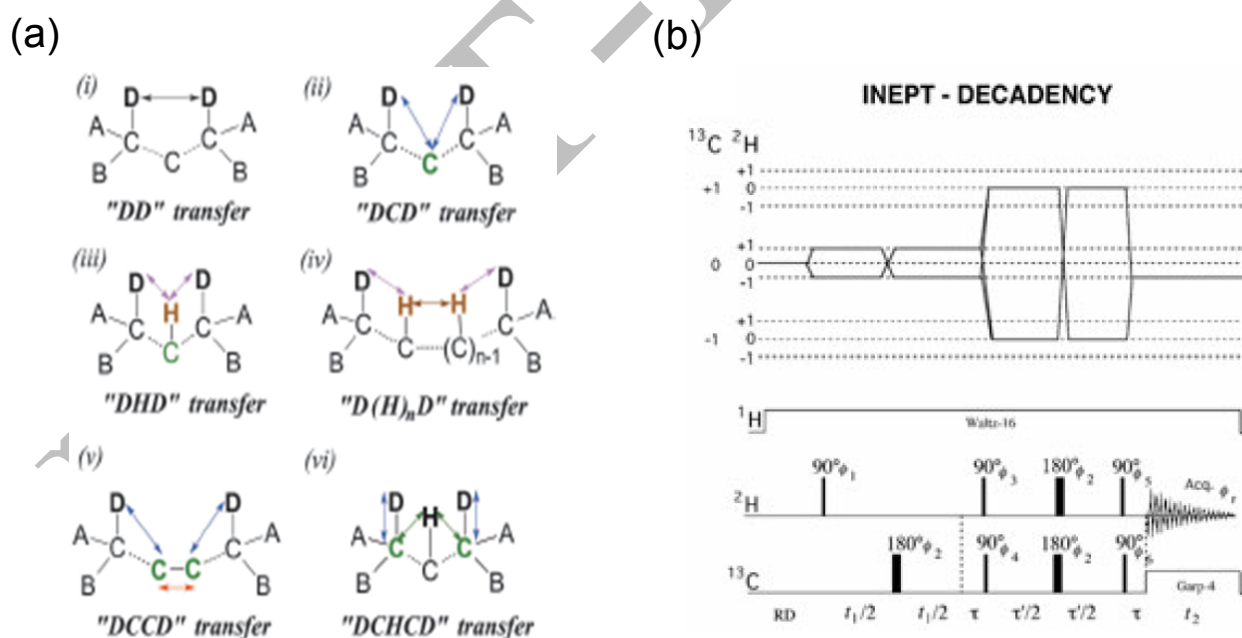 (a)
(b)
(i)
D D
A A
C C
C
B B
"DD" transfer
(ii)
D D
A A
C C
C
B B
"DCD" transfer
(iii)
D D
H
A A
C C
C
B B
"DHD" transfer
(iv)
D D
H H
A A
C C
C (C)n-1
B B
"D(H)nD" transfer
(v)
D D
A A
C C
C C
B B
"DCCD" transfer
(vi)
D H D
A A
C C
C
B B
"DCHCD" transfer
INEPT - DECADENCY
13C 2H
+1
+1 0
-1
+1
0 0
-1
+1
-1 0
-1
1H Waltz-16
90°ϕ1 90°ϕ3 180°ϕ2 90°ϕ5 Acq. ϕr
2H
180°ϕ2 90°ϕ4 180°ϕ2 90°ϕ6
13C Garp-4
RD t1/2 t1/2 τ τ'/2 τ'/2 τ t2